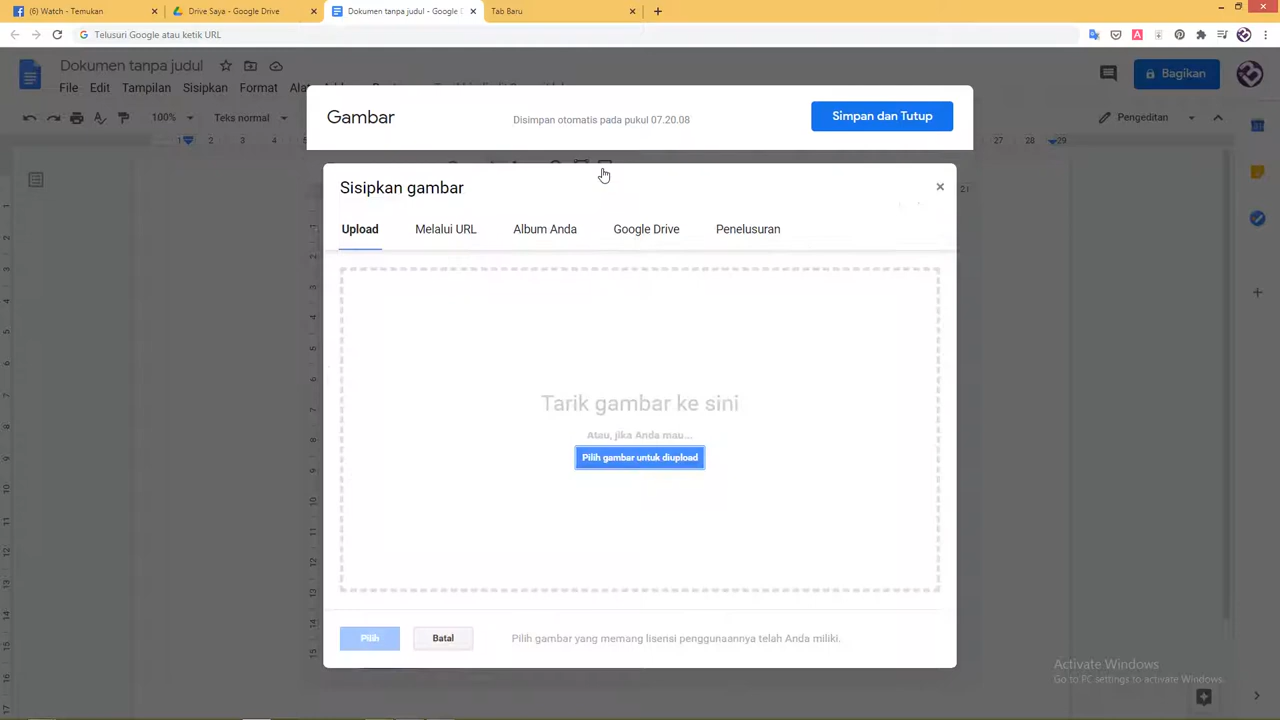 (6) Watch - Temukan
Drive Saya - Google Drive
Dokumen tanpa judul - Google D
Tab Baru
Telusuri Google atau ketik URL
Dokumen tanpa judul
File Edit Tampilan Sisipkan Format
Bagikan
100% Teks normal
Pengeditan
Gambar
Disimpan otomatis pada pukul 07.20.08
Simpan dan Tutup
Sisipkan gambar
Upload Melalui URL Album Anda Google Drive Penelusuran
Tarik gambar ke sini
Atau, jika Anda mau...
Pilih gambar untuk diupload
Pilih
Batal
Pilih gambar yang memang lisensi penggunaannya telah Anda miliki.
Activate Windows
Go to PC settings to activate Windows.